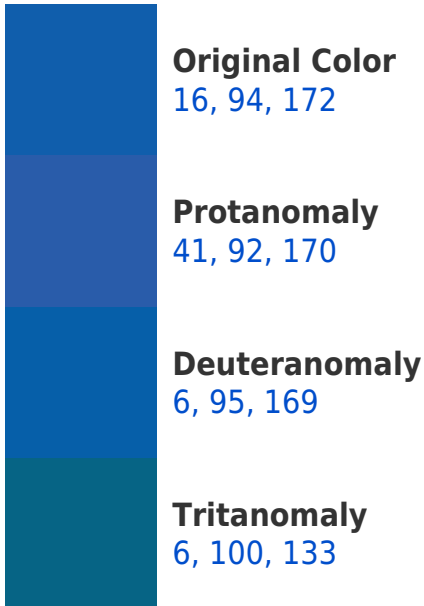 Original Color
16, 94, 172
Protanomaly
41, 92, 170
Deuteranomaly
6, 95, 169
Tritanomaly
6, 100, 133